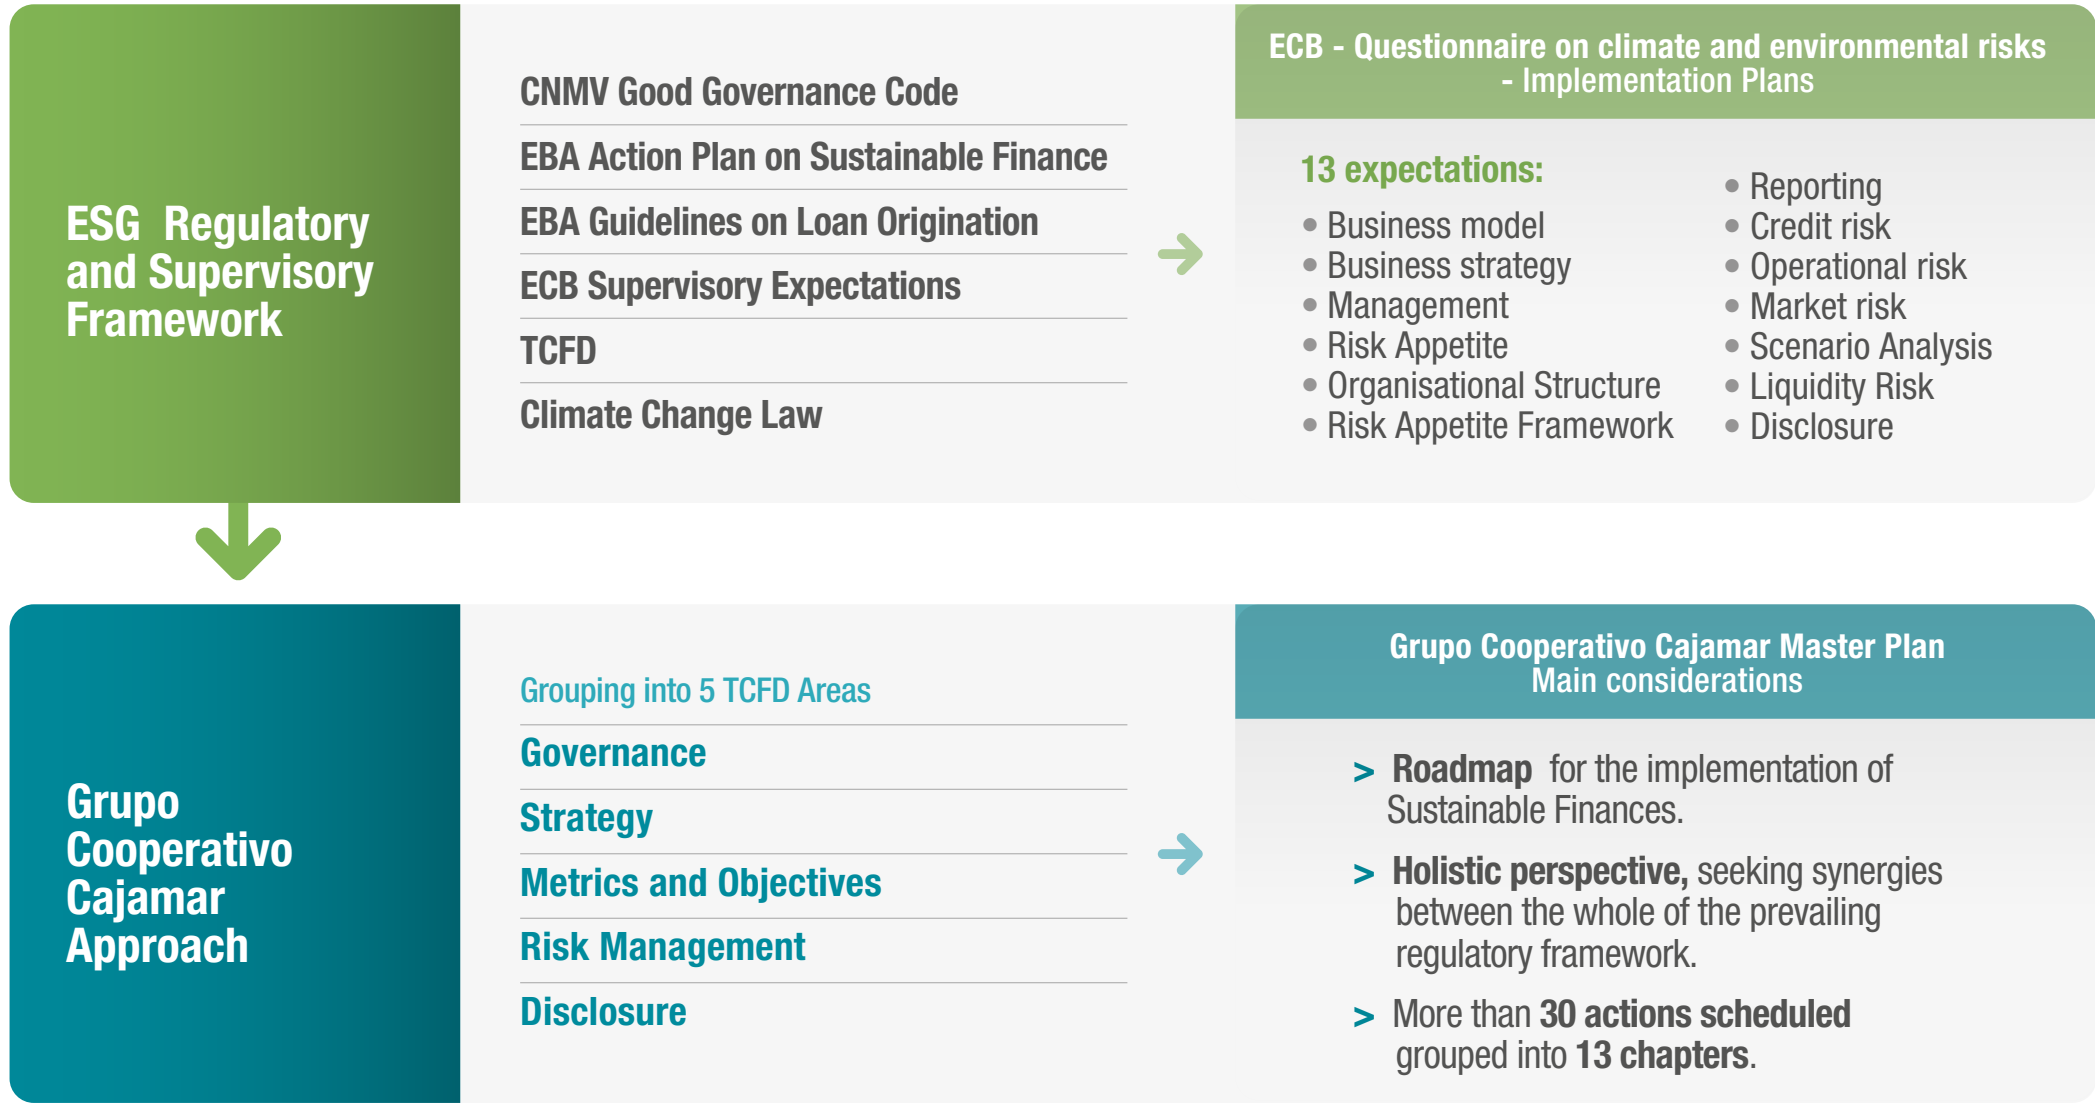 ESG Regulatory
and Supervisory
Framework
CNMV Good Governance Code
EBA Action Plan on Sustainable Finance
EBA Guidelines on Loan Origination
ECB Supervisory Expectations
TCFD
Climate Change Law
ECB - Questionnaire on climate and environmental risks
- Implementation Plans
13 expectations:
• Business model
• Business strategy
• Management
• Risk Appetite
• Organisational Structure
• Risk Appetite Framework
• Reporting
• Credit risk
• Operational risk
• Market risk
• Scenario Analysis
• Liquidity Risk
• Disclosure
Grupo
Cooperativo
Cajamar
Approach
Grouping into 5 TCFD Areas
Governance
Strategy
Metrics and Objectives
Risk Management
Disclosure
Grupo Cooperativo Cajamar Master Plan
Main considerations
> Roadmap for the implementation of
Sustainable Finances.
> Holistic perspective, seeking synergies
between the whole of the prevailing
regulatory framework.
> More than 30 actions scheduled
grouped into 13 chapters.